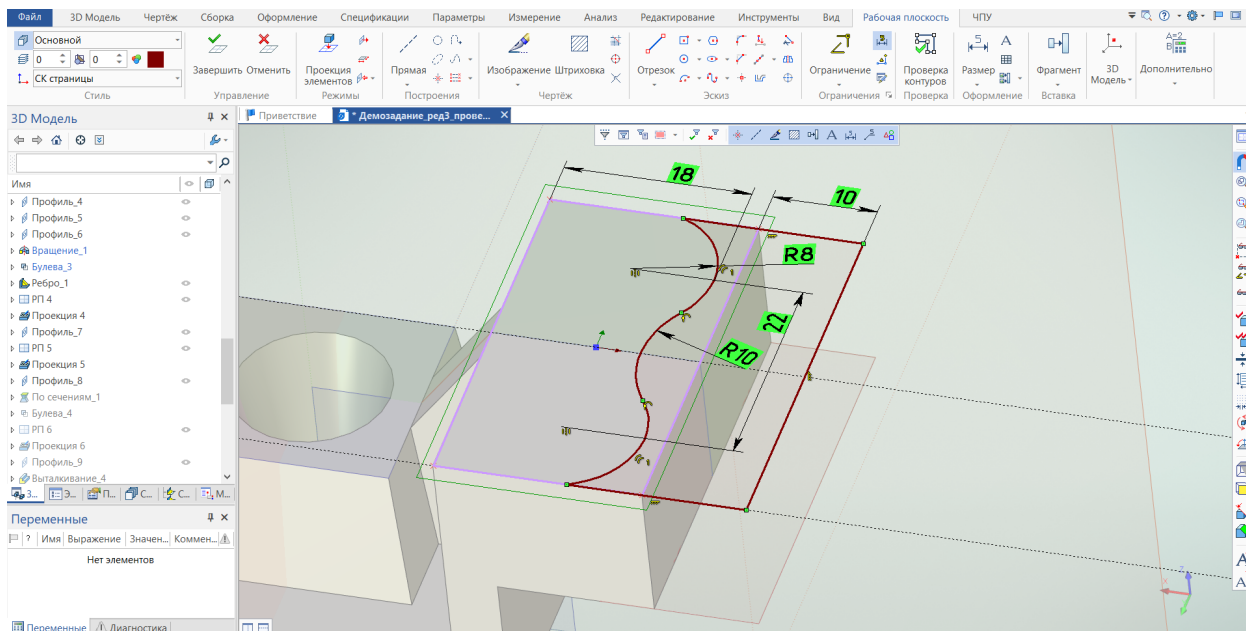 Файл 3D Модель Чертёж Сборка Оформление Спецификации Параметры Измерение Анализ Редактирование Инструменты Вид Рабочая плоскость ЧПУ
Основной
0 0
СК страницы
Завершить Отменить
Проекция элементов
Прямая
Изображение Штриховка
Отрезок
Ограничение
Проверка контуров
Размер
Фрагмент
3D Модель
Дополнительно
Стиль Управление Режимы Построения Чертёж Эскиз Ограничения Проверка Оформление Вставка
3D Модель
Приветствие
* Демозадание_ред3_прове...
Имя
Профиль_4
Профиль_5
Профиль_6
Вращение_1
Булева_3
Ребро_1
РП 4
Проекция 4
Профиль_7
РП 5
Проекция 5
Профиль_8
По сечениям_1
Булева_4
РП 6
Проекция 6
Профиль_9
Выталкивание_4
З... Э... П... С... С... М...
Переменные
? Имя Выражение Значен... Коммен...
Нет элементов
Переменные Диагностика
18
10
R8
22
R10